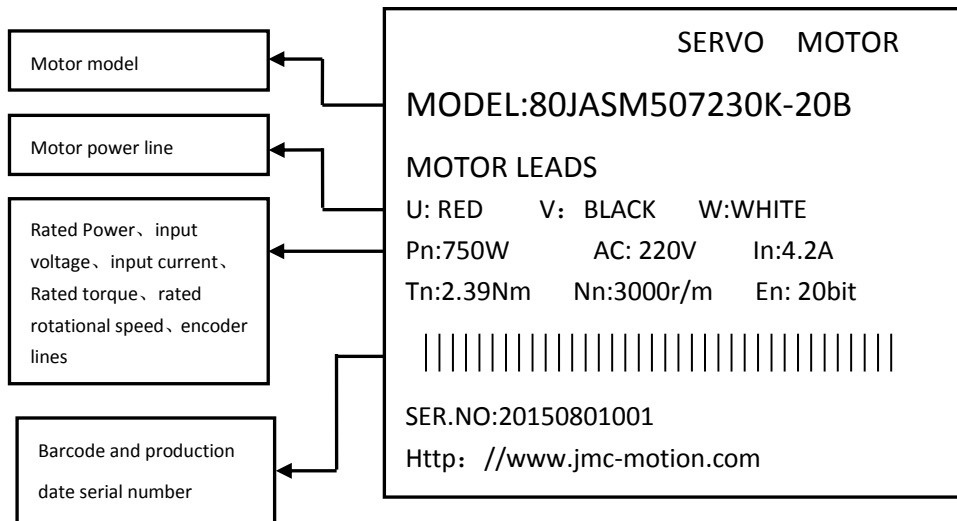 Motor model
Motor power line
Rated Power、input
voltage、input current、
Rated torque、rated
rotational speed、encoder
lines
Barcode and production
date serial number
SERVO MOTOR
MODEL:80JASM507230K-20B
MOTOR LEADS
U: RED V： BLACK W:WHITE
Pn:750W AC: 220V In:4.2A
Tn:2.39Nm Nn:3000r/m En: 20bit
SER.NO:20150801001
Http：//www.jmc-motion.com